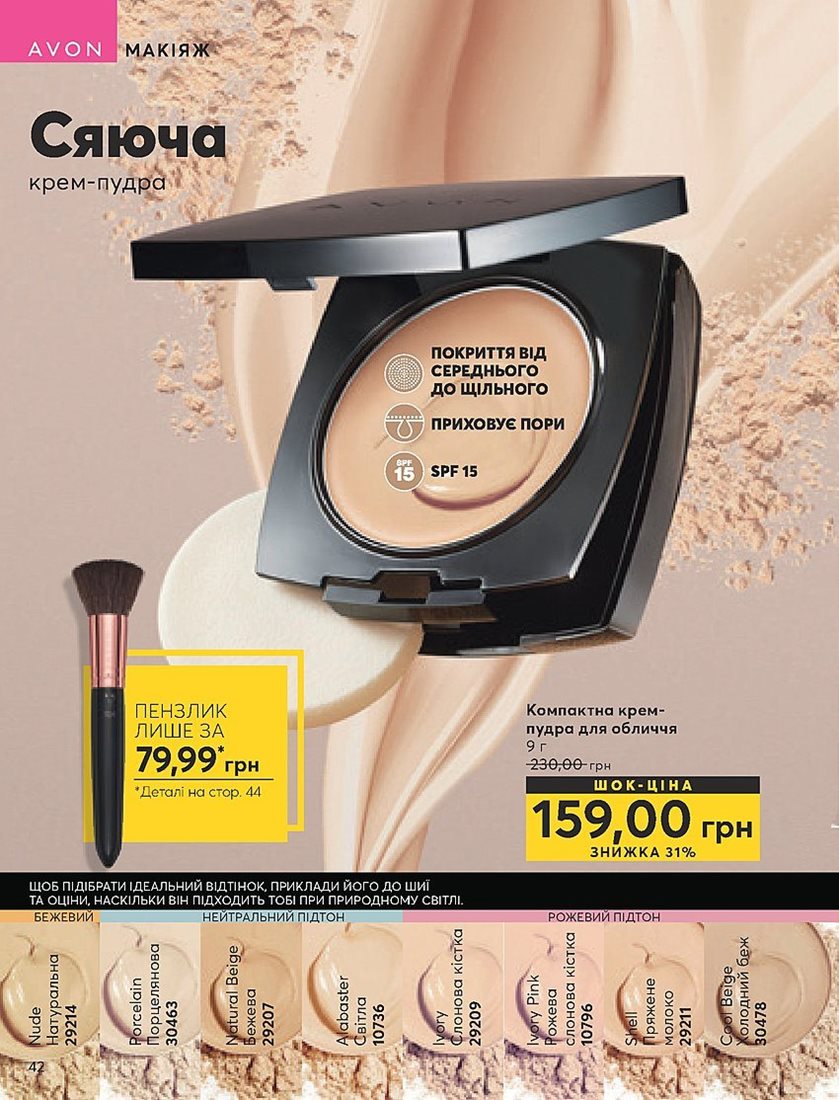 AVON МАКІЯЖ
Сяюча
крем-пудра
AVON
ПОКРИТТЯ ВІД
СЕРЕДНЬОГО
ДО ЩІЛЬНОГО
ПРИХОВУЄ ПОРИ
SPF
15
SPF 15
ПЕНЗЛИК
ЛИШЕ ЗА
79,99* грн
*Деталі на стор. 44
Компактна крем-
пудра для обличчя
9 г
230,00 грн
ШОК-ЦІНА
159,00 грн
ЗНИЖКА 31%
ЩОБ ПІДІБРАТИ ІДЕАЛЬНИЙ ВІДТІНОК, ПРИКЛАДИ ЙОГО ДО ШИЇ
ТА ОЦІНИ, НАСКІЛЬКИ ВІН ПІДХОДИТЬ ТОБІ ПРИ ПРИРОДНОМУ СВІТЛІ.
БЕЖЕВИЙ
НЕЙТРАЛЬНИЙ ПІДТОН
РОЖЕВИЙ ПІДТОН
Nude
Натуральна
29214
Porcelain
Порцелянова
30463
Natural Beige
Бежева
29207
Alabaster
Світла
10736
Ivory
Слонова кістка
29209
Ivory Pink
Рожева
слонова кістка
10796
Shell
Пряжене
молоко
29211
Cool Beige
Холодний беж
30478
42